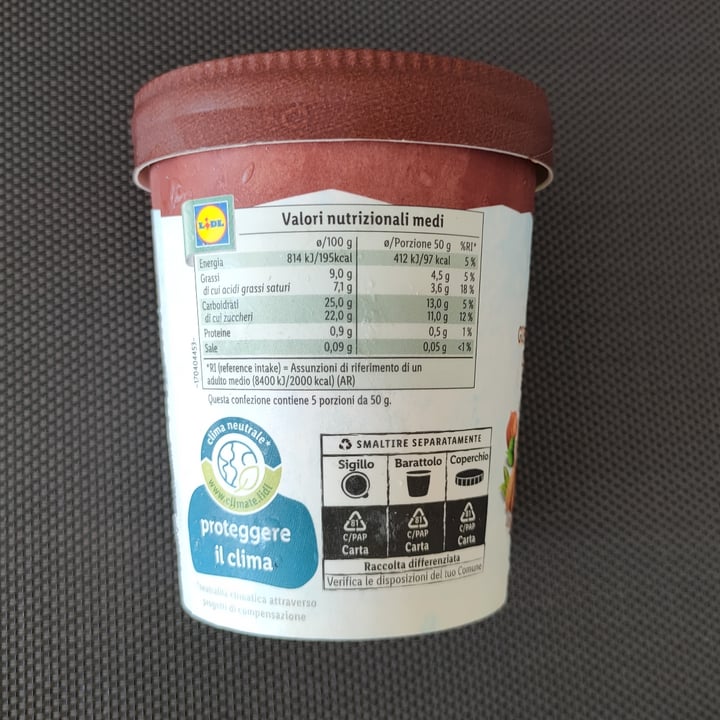 LIDL
Valori nutrizionali medi
ø/100 g ø/Porzione 50 g %RI*
Energia 814 kJ/195kcal 412 kJ/97 kcal 5 %
Grassi 9,0 g 4,5 g 5 %
di cui acidi grassi saturi 7,1 g 3,6 g 18 %
Carboidrati 25,0 g 13,0 g 5 %
di cui zuccheri 22,0 g 11,0 g 12 %
Proteine 0,9 g 0,5 g 1 %
Sale 0,09 g 0,05 g <1 %
*RI (reference intake) = Assunzioni di riferimento di un
adulto medio (8400 kJ/2000 kcal) (AR)
-170404453-
Questa confezione contiene 5 porzioni da 50 g.
clima neutrale*
www.climate.lidl
proteggere
il clima
neutralità climatica attraverso
progetti di compensazione
SMALTIRE SEPARATAMENTE
Sigillo Barattolo Coperchio
81 81 81
C/PAP C/PAP C/PAP
Carta Carta Carta
Raccolta differenziata
Verifica le disposizioni del tuo Comune